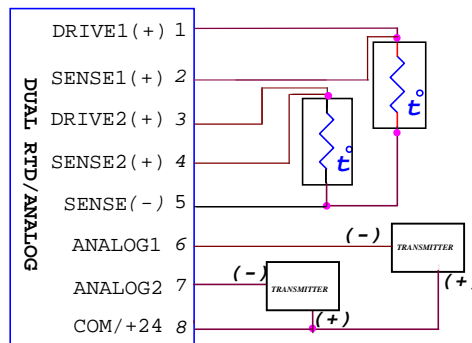 DUAL RTD/ANALOG
DRIVE1(+) 1
SENSE1(+) 2
DRIVE2(+) 3
SENSE2(+) 4
SENSE(-) 5
ANALOG1 6
ANALOG2 7
COM/+24 8
t°
t°
(-) TRANSMITTER (+)
(-) TRANSMITTER (+)